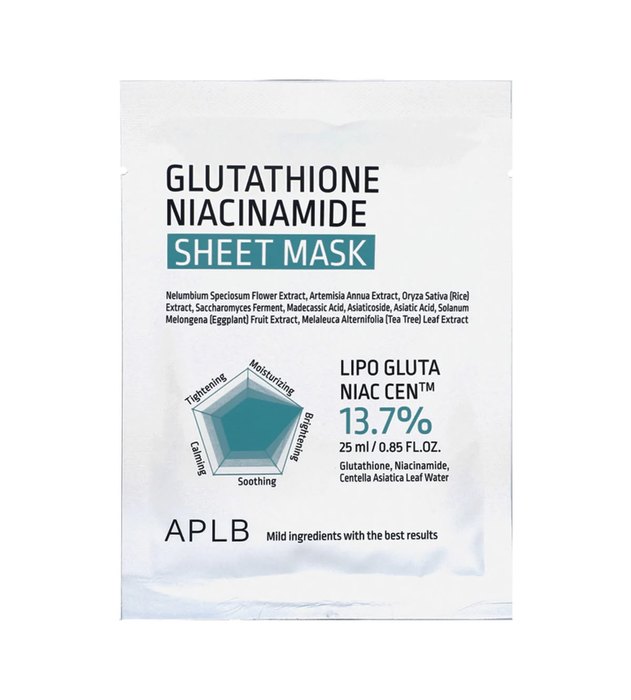 GLUTATHIONE
NIACINAMIDE
SHEET MASK
Nelumbium Speciosum Flower Extract, Artemisia Annua Extract, Oryza Sativa (Rice)
Extract, Saccharomyces Ferment, Madecassic Acid, Asiaticoside, Asiatic Acid, Solanum
Melongena (Eggplant) Fruit Extract, Melaleuca Alternifolia (Tea Tree) Leaf Extract
Tightening
Moisturizing
Brightening
Calming
Soothing
LIPO GLUTA
NIAC CEN™
13.7%
25 ml / 0.85 FL.OZ.
Glutathione, Niacinamide,
Centella Asiatica Leaf Water
APLB
Mild ingredients with the best results